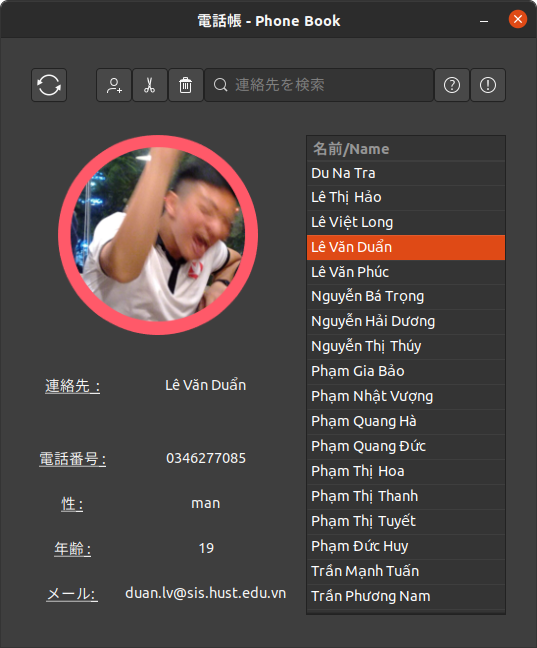 電話帳 - Phone Book
連絡先を検索
連絡先 :
Lê Văn Duẩn
電話番号 :
0346277085
性 :
man
年齢 :
19
メール:
duan.lv@sis.hust.edu.vn
名前/Name
Du Na Tra
Lê Thị Hảo
Lê Việt Long
Lê Văn Duẩn
Lê Văn Phúc
Nguyễn Bá Trọng
Nguyễn Hải Dương
Nguyễn Thị Thúy
Phạm Gia Bảo
Phạm Nhật Vượng
Phạm Quang Hà
Phạm Quang Đức
Phạm Thị Hoa
Phạm Thị Thanh
Phạm Thị Tuyết
Phạm Đức Huy
Trần Mạnh Tuấn
Trần Phương Nam